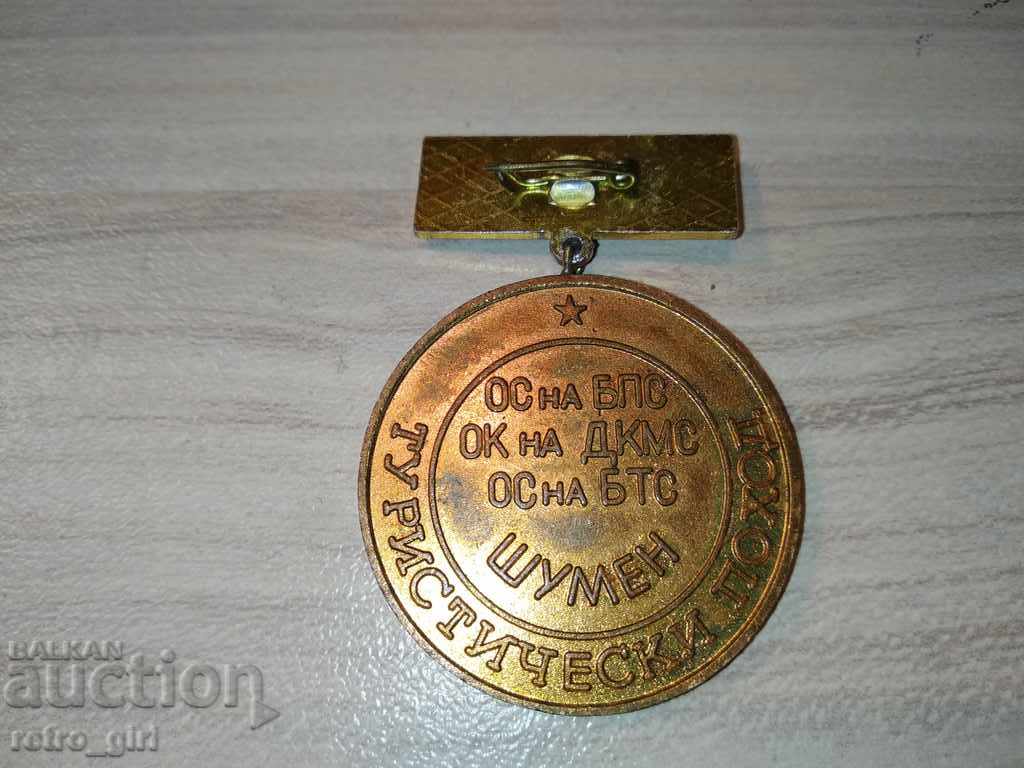 ОС на БПС
ОК на ДКМС
ОС на БТС
ШУМЕН
ТУРИСТИЧЕСКИ ПОХОД
BALKAN
auction
retro_girl